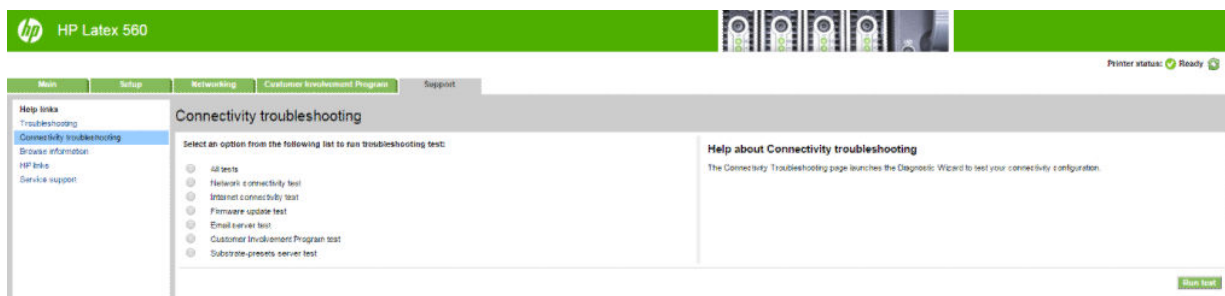 hp HP Latex 560
Printer status: Ready
Main Setup Networking Customer Involvement Program Support
Help links
Troubleshooting
Connectivity troubleshooting
Browse information
HP links
Service support
Connectivity troubleshooting
Select an option from the following list to run troubleshooting test:
All tests
Network connectivity test
Internet connectivity test
Firmware update test
Email server test
Customer Involvement Program test
Substrate-presets server test
Help about Connectivity troubleshooting
The Connectivity Troubleshooting page launches the Diagnostic Wizard to test your connectivity configuration.
Run test